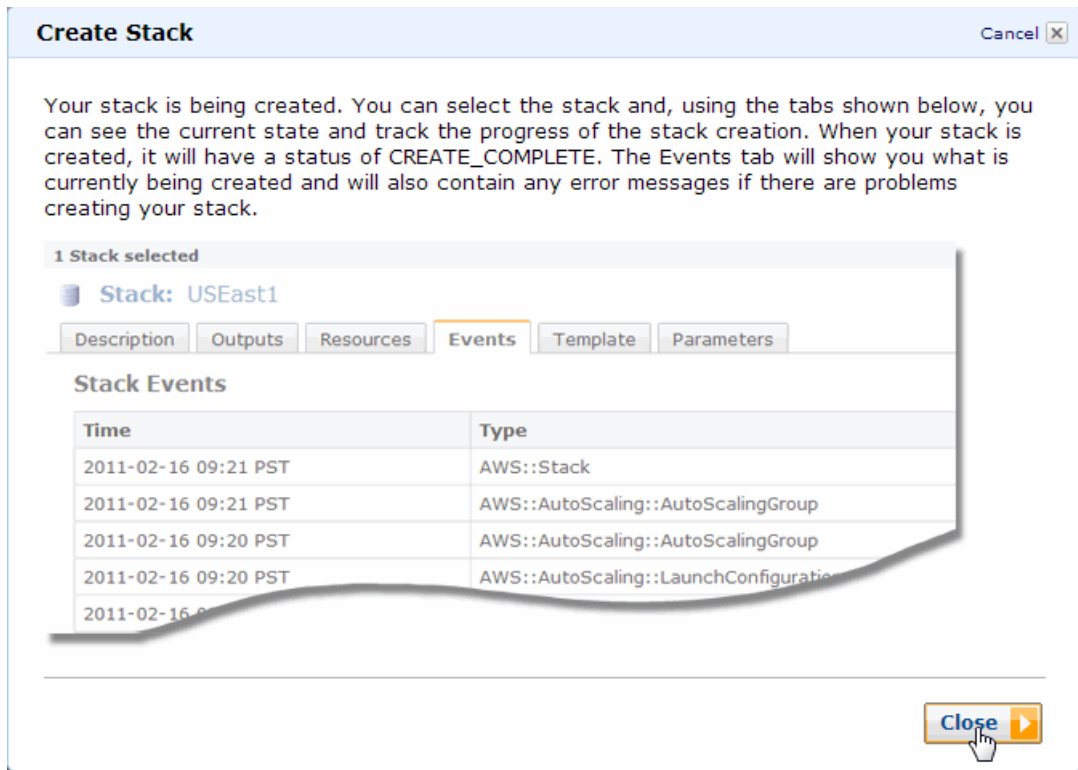 Create Stack
Cancel
Your stack is being created. You can select the stack and, using the tabs shown below, you
can see the current state and track the progress of the stack creation. When your stack is
created, it will have a status of CREATE_COMPLETE. The Events tab will show you what is
currently being created and will also contain any error messages if there are problems
creating your stack.
1 Stack selected
Stack: USEast1
Description Outputs Resources Events Template Parameters
Stack Events
Time Type
2011-02-16 09:21 PST AWS::Stack
2011-02-16 09:21 PST AWS::AutoScaling::AutoScalingGroup
2011-02-16 09:20 PST AWS::AutoScaling::AutoScalingGroup
2011-02-16 09:20 PST AWS::AutoScaling::LaunchConfiguration
2011-02-16
Close